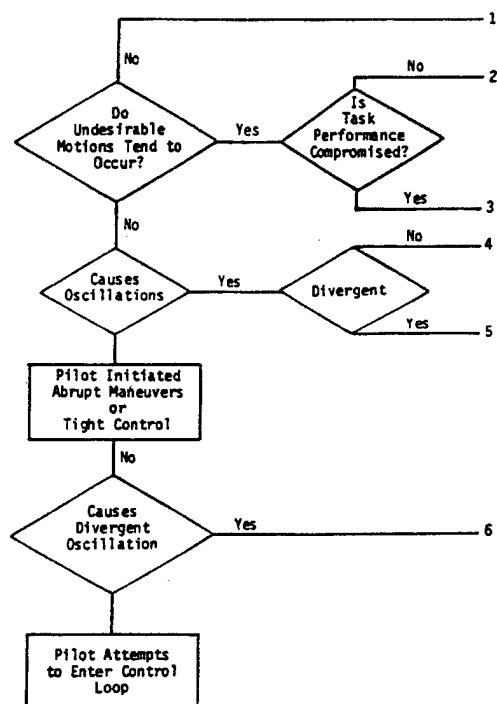 1
No
No
2
Do
Undesirable
Motions Tend to
Occur?
Yes
Is
Task
Performance
Compromised?
Yes
3
No
No
4
Causes
Oscillations
Yes
Divergent
Yes
5
Pilot Initiated
Abrupt Maneuvers
or
Tight Control
No
Causes
Divergent
Oscillation
Yes
6
Pilot Attempts
to Enter Control
Loop